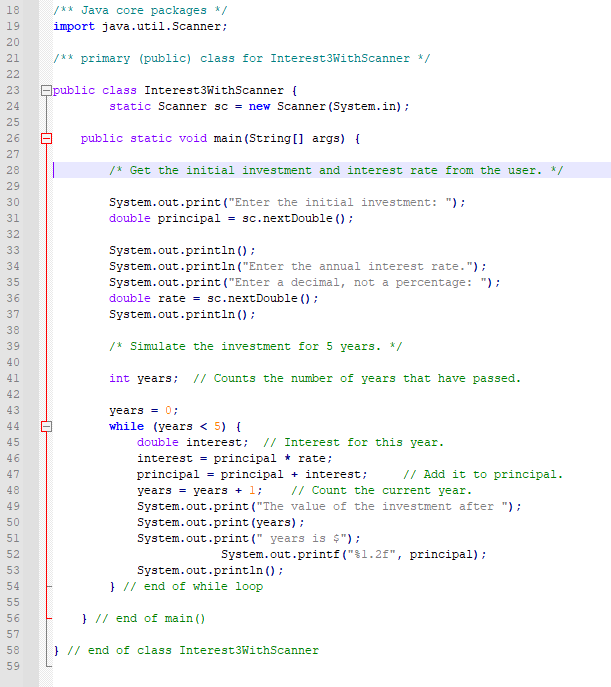 18 /** Java core packages */
19 import java.util.Scanner;
20
21 /** primary (public) class for Interest3WithScanner */
22
23 public class Interest3WithScanner {
24 static Scanner sc = new Scanner(System.in);
25
26 public static void main(String[] args) {
27
28 /* Get the initial investment and interest rate from the user. */
29
30 System.out.print("Enter the initial investment: ");
31 double principal = sc.nextDouble();
32
33 System.out.println();
34 System.out.println("Enter the annual interest rate.");
35 System.out.print("Enter a decimal, not a percentage: ");
36 double rate = sc.nextDouble();
37 System.out.println();
38
39 /* Simulate the investment for 5 years. */
40
41 int years; // Counts the number of years that have passed.
42
43 years = 0;
44 while (years < 5) {
45 double interest; // Interest for this year.
46 interest = principal * rate;
47 principal = principal + interest; // Add it to principal.
48 years = years + 1; // Count the current year.
49 System.out.print("The value of the investment after ");
50 System.out.print(years);
51 System.out.print(" years is $");
52 System.out.printf("%1.2f", principal);
53 System.out.println();
54 } // end of while loop
55
56 } // end of main()
57
58 } // end of class Interest3WithScanner
59